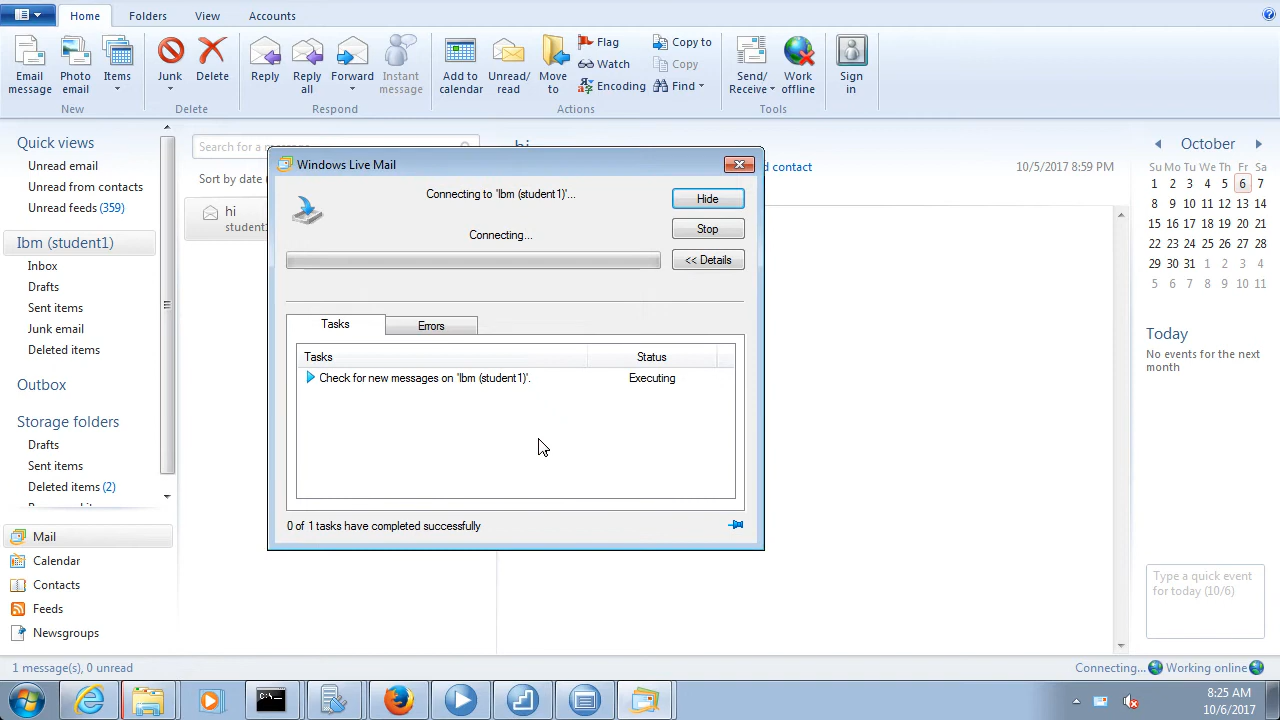 Home
Folders
View
Accounts
Email message
Photo email
Items
Junk
Delete
Reply
Reply all
Forward
Instant message
Add to calendar
Unread/ read
Move to
Flag
Watch
Encoding
Copy to
Copy
Find
Send/ Receive
Work offline
Sign in
New
Delete
Respond
Actions
Tools
Quick views
Unread email
Unread from contacts
Unread feeds (359)
lbm (student1)
Inbox
Drafts
Sent items
Junk email
Deleted items
Outbox
Storage folders
Drafts
Sent items
Deleted items (2)
Mail
Calendar
Contacts
Feeds
Newsgroups
1 message(s), 0 unread
Search for a
Sort by date
hi
student
hi
d contact
10/5/2017 8:59 PM
Windows Live Mail
Connecting to 'lbm (student1)'...
Connecting...
Hide
Stop
<< Details
Tasks
Errors
Tasks Status
Check for new messages on 'lbm (student1)'. Executing
0 of 1 tasks have completed successfully
October
Su Mo Tu We Th Fr Sa
1 2 3 4 5 6 7
8 9 10 11 12 13 14
15 16 17 18 19 20 21
22 23 24 25 26 27 28
29 30 31 1 2 3 4
5 6 7 8 9 10 11
Today
No events for the next
month
Type a quick event
for today (10/6)
Connecting... Working online
C:\
8:25 AM
10/6/2017